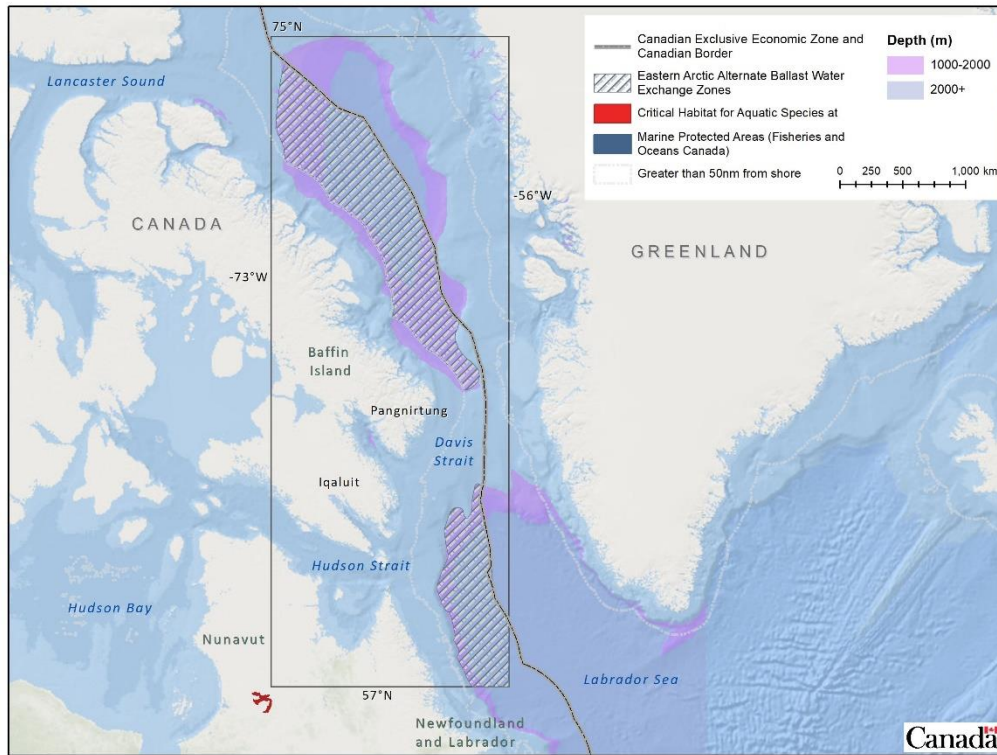 75°N
Lancaster Sound
CANADA
-73°W
-56°W
GREENLAND
Baffin
Island
Pangnirtung
Davis
Strait
Iqaluit
Hudson Strait
Hudson Bay
Nunavut
57°N
Labrador Sea
Newfoundland
and Labrador
Canadian Exclusive Economic Zone and
Canadian Border
Eastern Arctic Alternate Ballast Water
Exchange Zones
Critical Habitat for Aquatic Species at
Marine Protected Areas (Fisheries and
Oceans Canada)
Greater than 50nm from shore
Depth (m)
1000-2000
2000+
0 250 500 1,000 km
Canada